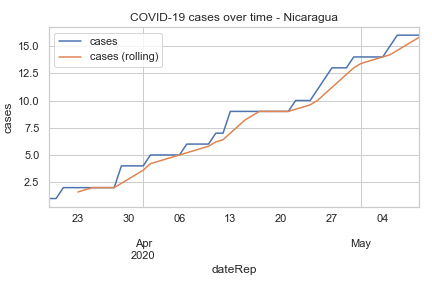 COVID-19 cases over time - Nicaragua
cases
cases (rolling)
cases
15.0
12.5
10.0
7.5
5.0
2.5
23 30 06 13 20 27 04
Apr May
2020
dateRep